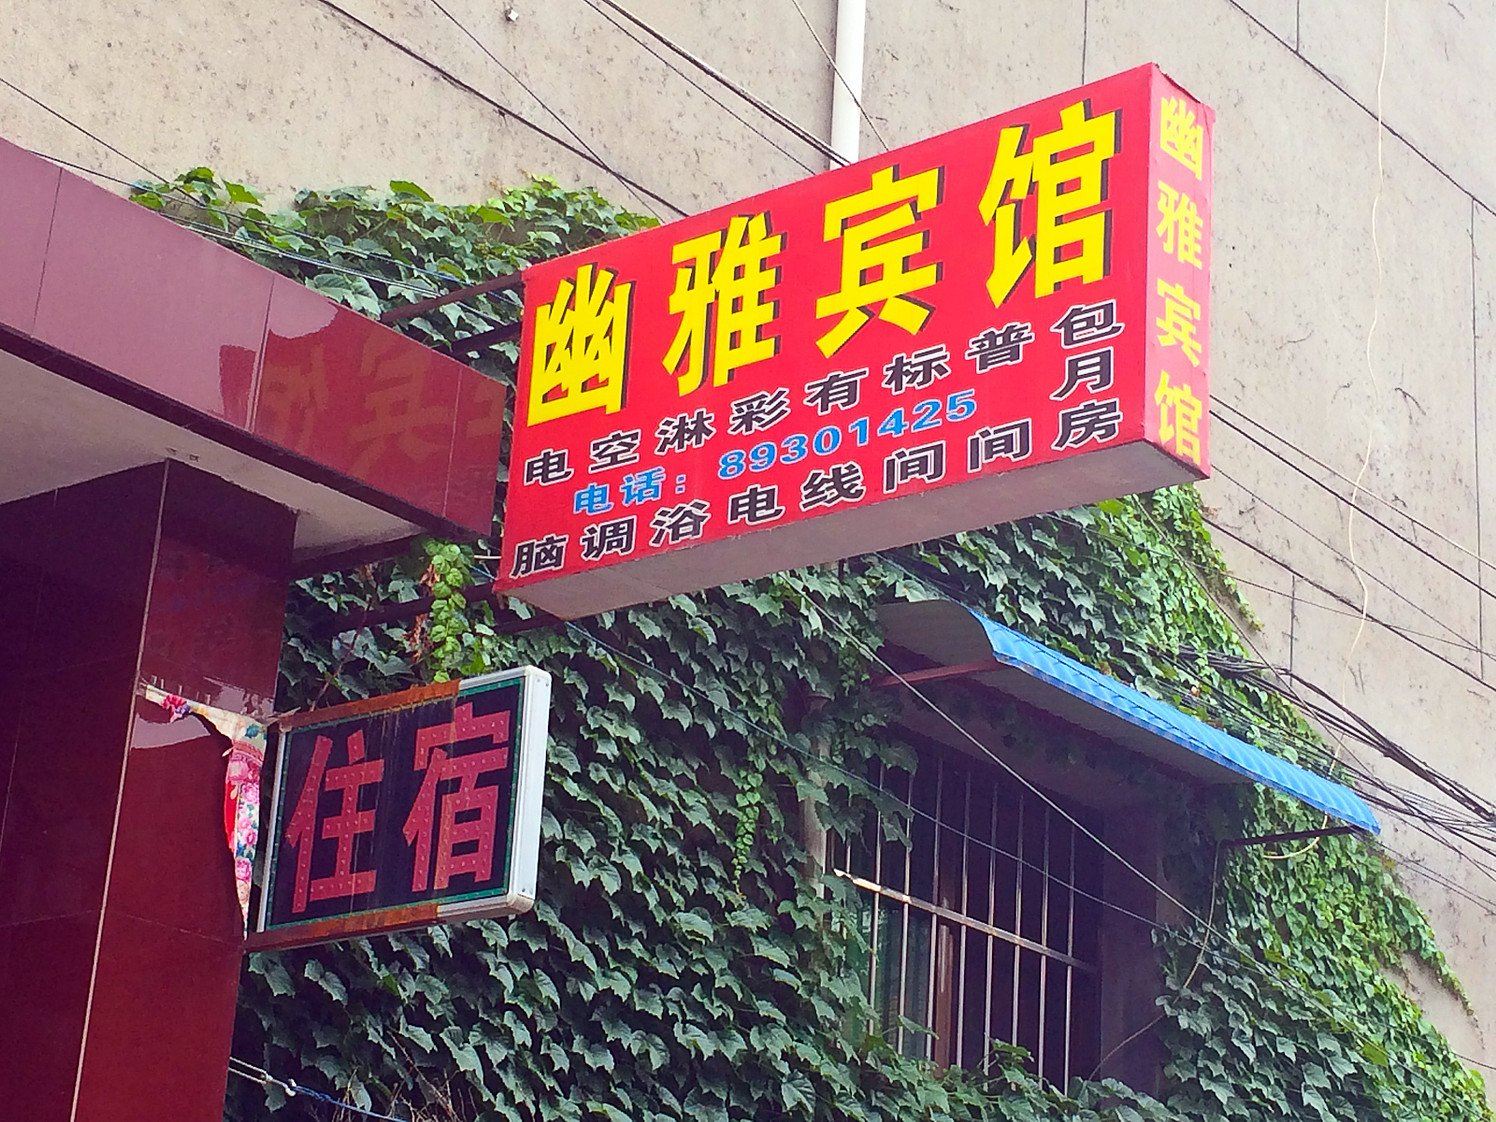 幽雅宾馆
电空淋彩有标普包月
电话：89301425
脑调浴电线间间房
幽雅宾馆
住宿